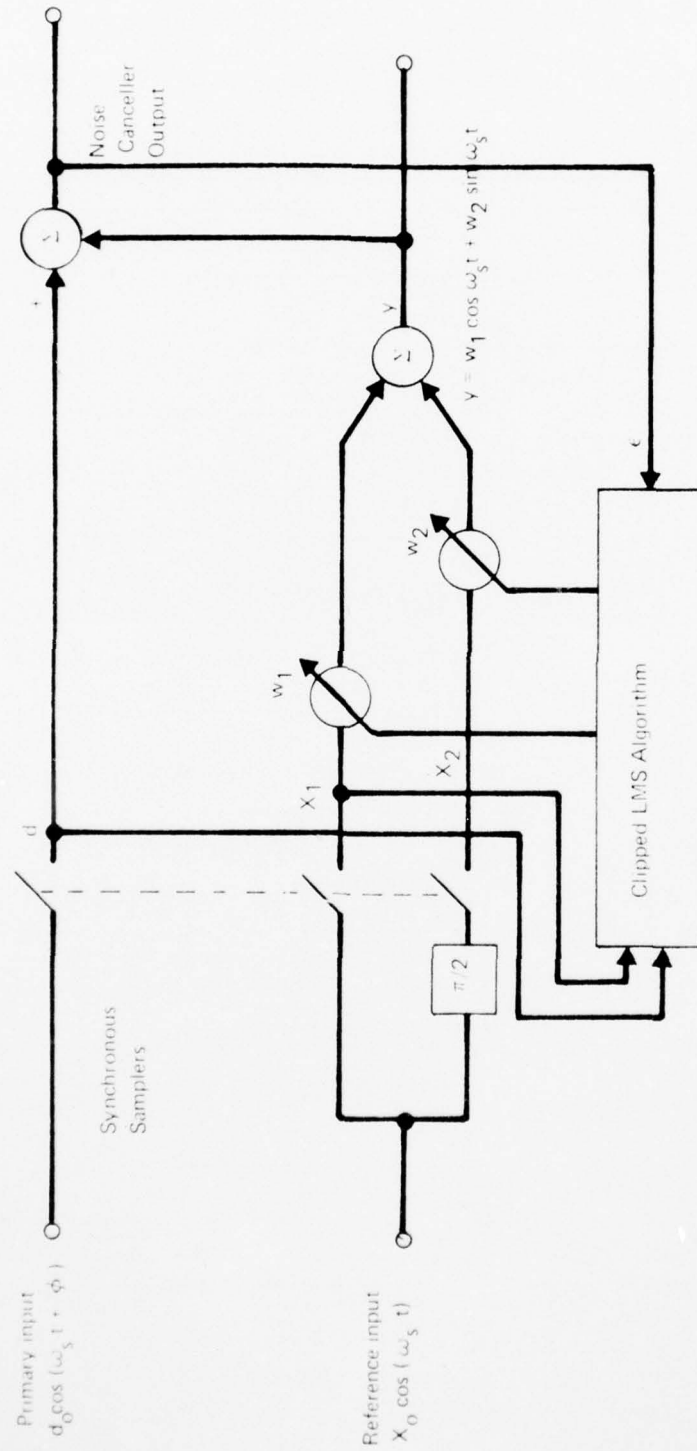 Primary input
d₀cos (ωₛ t + ϕ)
Synchronous
Samplers
d
+
Σ
Noise
Canceller
Output
Reference input
X₀ cos ( ωₛ t)
π/2
X₁
X₂
w₁
w₂
Σ
y
y = w₁ cos ωₛt + w₂ sin ωₛt
ϵ
Clipped LMS Algorithm